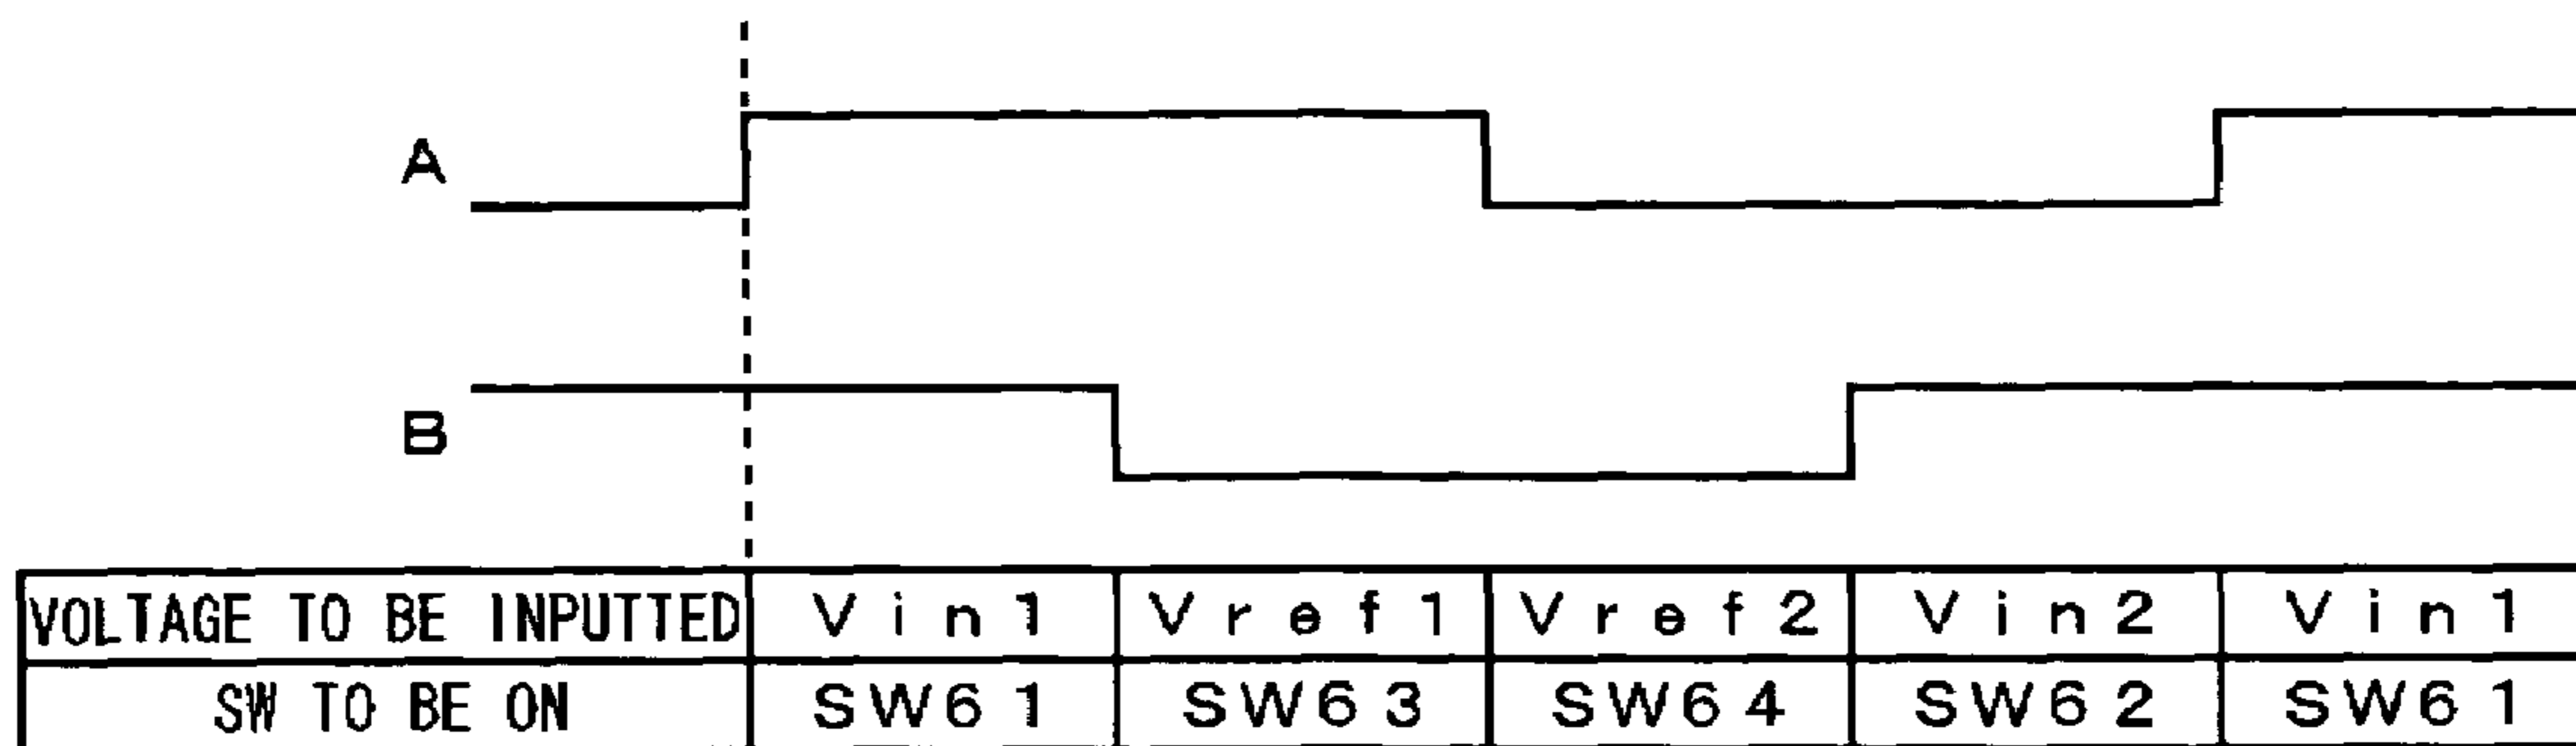 A
B
VOLTAGE TO BE INPUTTED Vin1 Vref1 Vref2 Vin2 Vin1
SW TO BE ON SW61 SW63 SW64 SW62 SW61